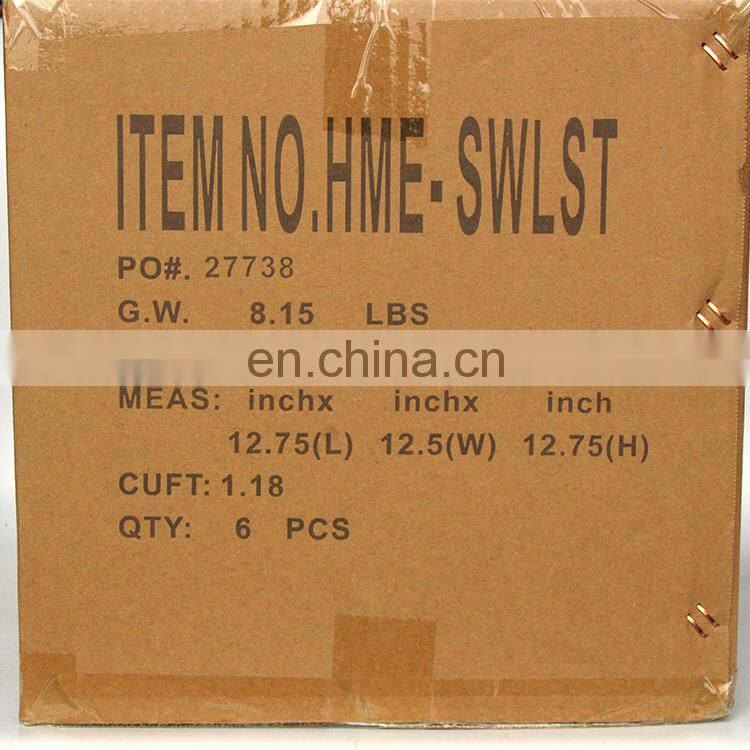 ITEM NO.HME-SWLST
PO#. 27738
G.W. 8.15 LBS
en.china.cn
MEAS: inchx inchx inch
12.75(L) 12.5(W) 12.75(H)
CUFT: 1.18
QTY: 6 PCS